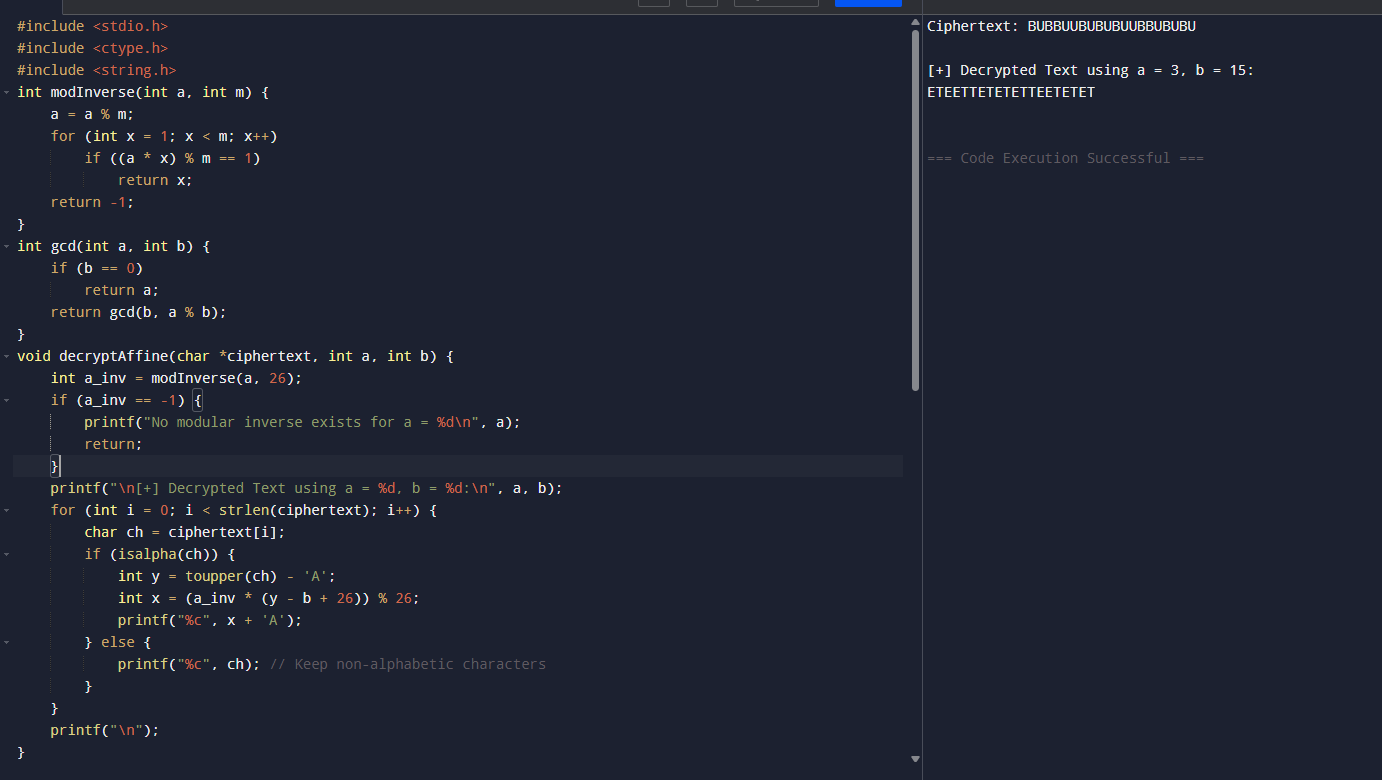 #include <stdio.h>
#include <ctype.h>
#include <string.h>
int modInverse(int a, int m) {
    a = a % m;
    for (int x = 1; x < m; x++)
        if ((a * x) % m == 1)
            return x;
    return -1;
}
int gcd(int a, int b) {
    if (b == 0)
        return a;
    return gcd(b, a % b);
}
void decryptAffine(char *ciphertext, int a, int b) {
    int a_inv = modInverse(a, 26);
    if (a_inv == -1) {
        printf("No modular inverse exists for a = %d\n", a);
        return;
    }
    printf("\n[+] Decrypted Text using a = %d, b = %d:\n", a, b);
    for (int i = 0; i < strlen(ciphertext); i++) {
        char ch = ciphertext[i];
        if (isalpha(ch)) {
            int y = toupper(ch) - 'A';
            int x = (a_inv * (y - b + 26)) % 26;
            printf("%c", x + 'A');
        } else {
            printf("%c", ch); // Keep non-alphabetic characters
        }
    }
    printf("\n");
}
Ciphertext: BUBBUUBUBUBUUBBUBUBU
[+] Decrypted Text using a = 3, b = 15:
ETEETTETETETTEETETET
=== Code Execution Successful ===